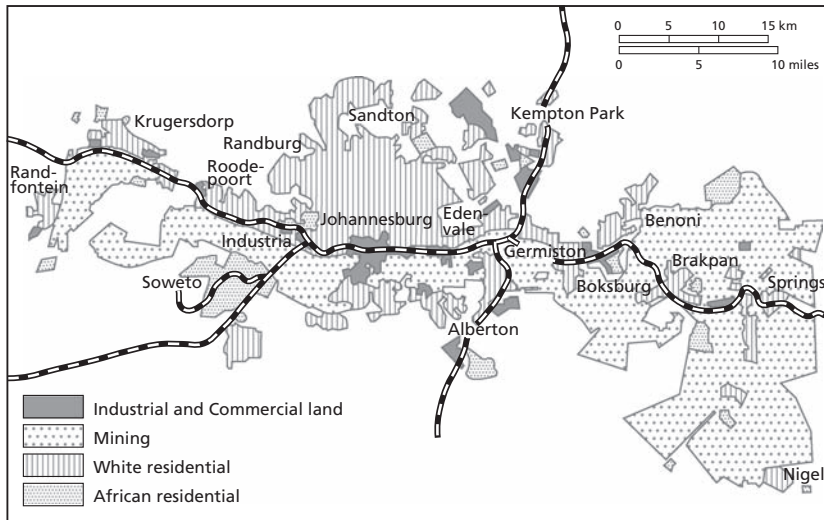 0 5 10 15 km
0 5 10 miles
Krugersdorp
Sandton
Kempton Park
Randburg
Rand-
fontein
Roode-
poort
Johannesburg
Eden-
vale
Benoni
Industria
Germiston
Soweto
Boksburg
Brakpan
Springs
Alberton
Nigel
Industrial and Commercial land
Mining
White residential
African residential